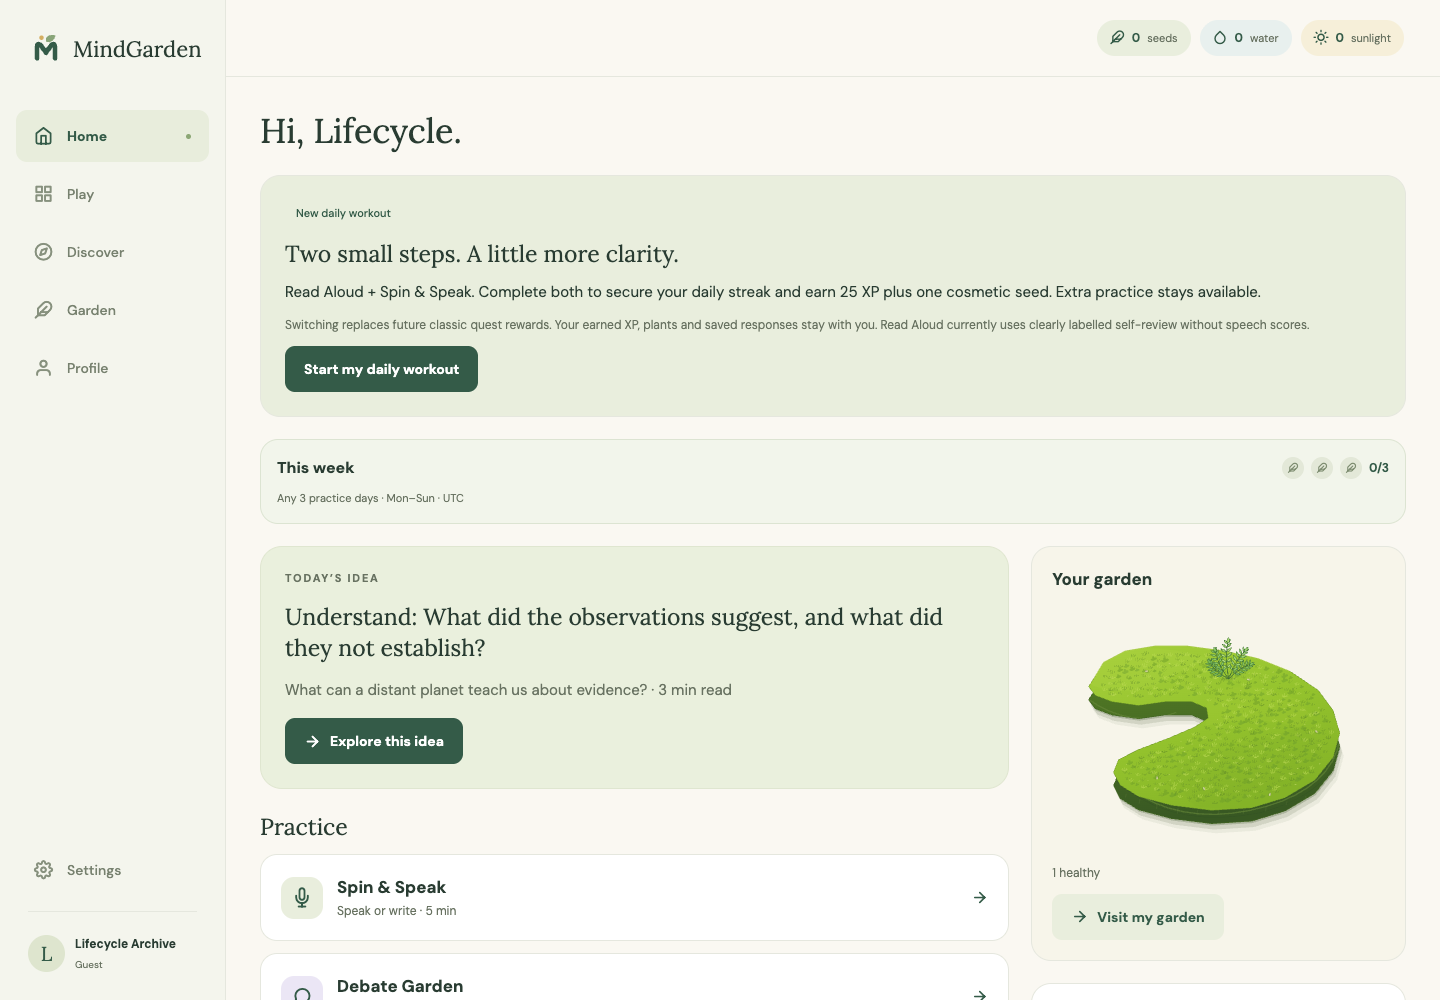 MindGarden
0 seeds
0 water
0 sunlight
Home
Play
Discover
Garden
Profile
Settings
L
Lifecycle Archive
Guest
Hi, Lifecycle.
New daily workout
Two small steps. A little more clarity.
Read Aloud + Spin & Speak. Complete both to secure your daily streak and earn 25 XP plus one cosmetic seed. Extra practice stays available.
Switching replaces future classic quest rewards. Your earned XP, plants and saved responses stay with you. Read Aloud currently uses clearly labelled self-review without speech scores.
Start my daily workout
This week
0/3
Any 3 practice days · Mon–Sun · UTC
TODAY’S IDEA
Understand: What did the observations suggest, and what did
they not establish?
What can a distant planet teach us about evidence? · 3 min read
Explore this idea
Your garden
1 healthy
Visit my garden
Practice
Spin & Speak
Speak or write · 5 min
Debate Garden